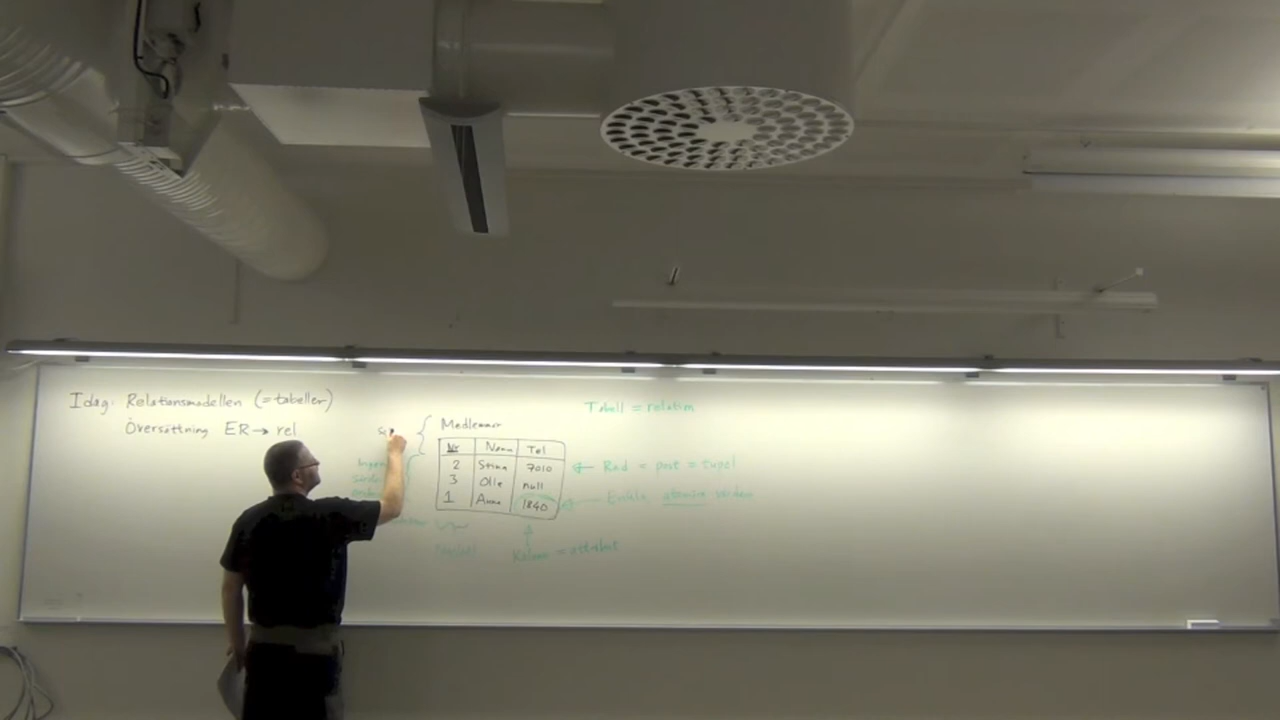 Idag: Relationsmodellen (=tabeller)
Översättning ER → rel
Medlemmar
Nr Namn Tel
2 Stina 7010
3 Olle null
1 Anna 1840
Tabell = relation
← Rad = post = tupel
← Enkla, atomära värden
Kolumn = attribut